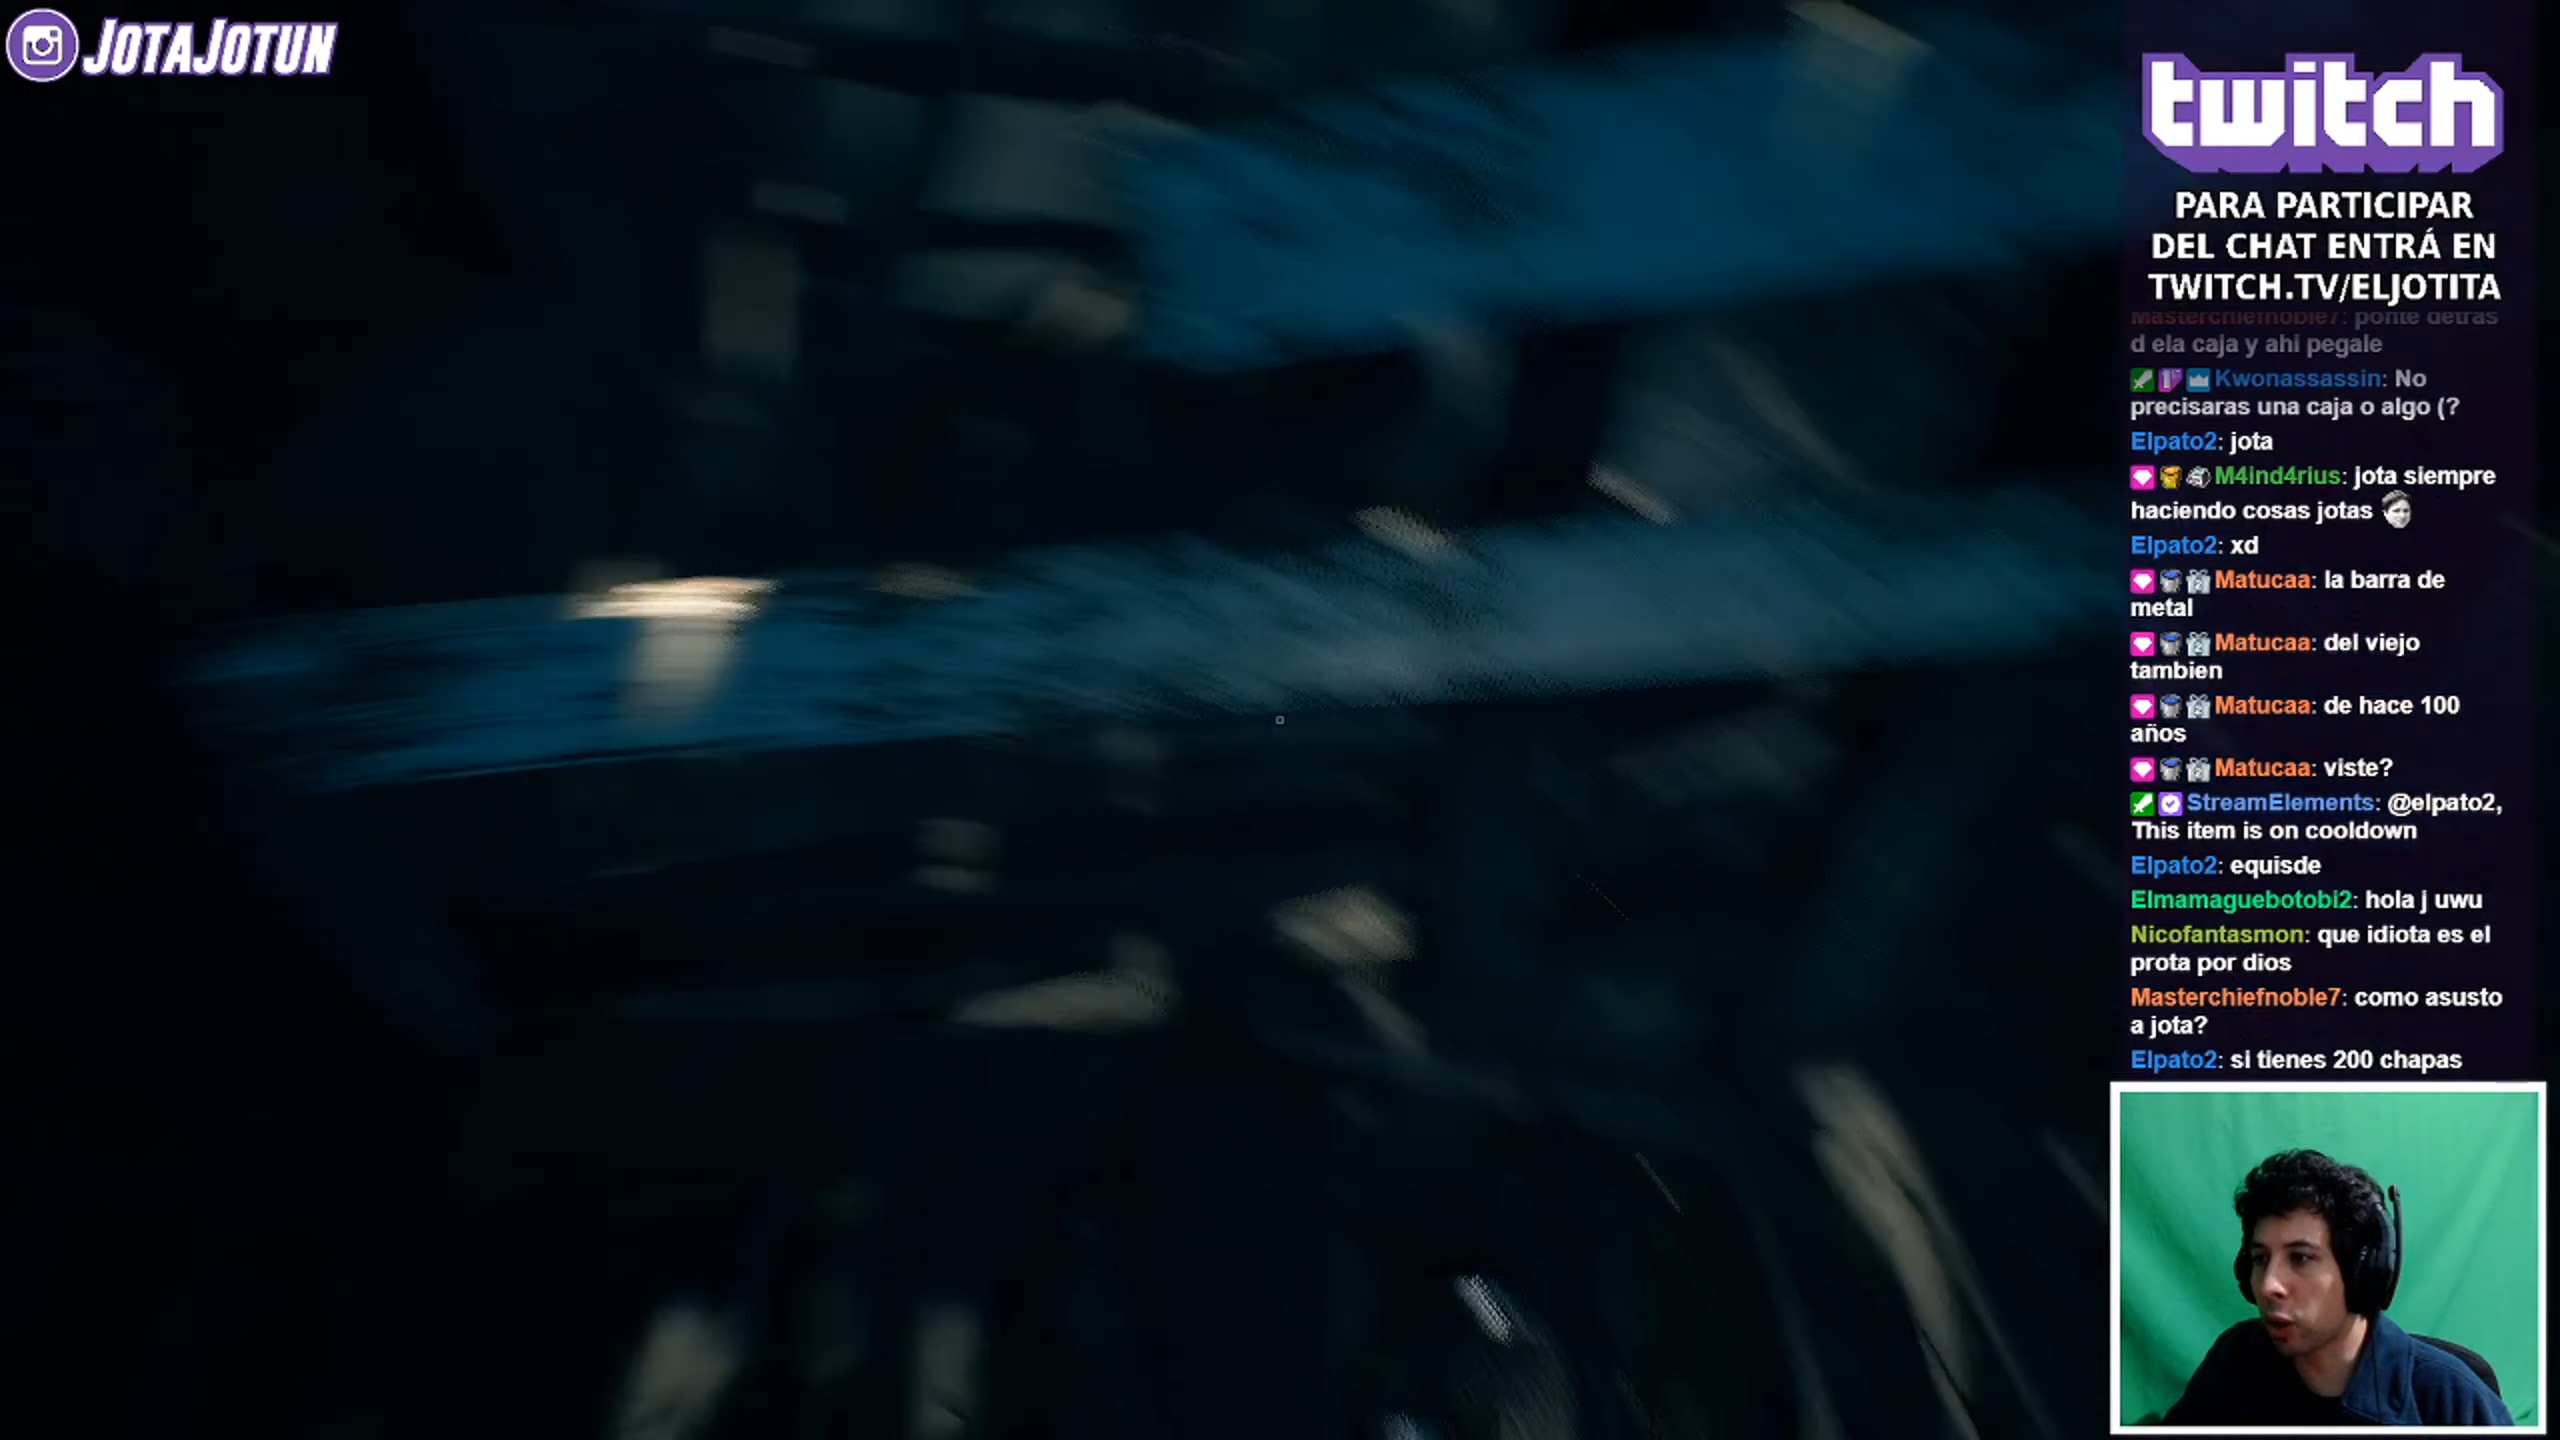 JOTAJOTUN
twitch
PARA PARTICIPAR
DEL CHAT ENTRÁ EN
TWITCH.TV/ELJOTITA
Masterchiefnoble7: ponte detras
d ela caja y ahi pegale
Kwonassassin: No
precisaras una caja o algo (?
Elpato2: jota
M4ind4rius: jota siempre
haciendo cosas jotas
Elpato2: xd
Matucaa: la barra de
metal
Matucaa: del viejo
tambien
Matucaa: de hace 100
años
Matucaa: viste?
StreamElements: @elpato2,
This item is on cooldown
Elpato2: equisde
Elmamaguebotobi2: hola j uwu
Nicofantasmon: que idiota es el
prota por dios
Masterchiefnoble7: como asusto
a jota?
Elpato2: si tienes 200 chapas